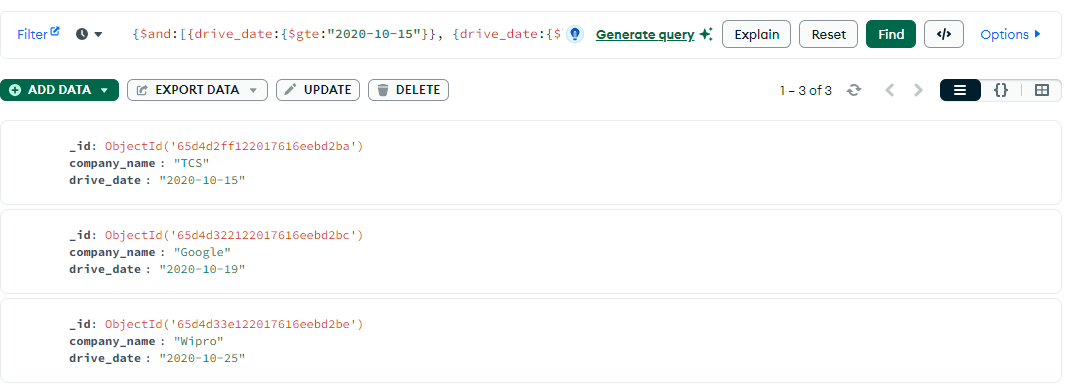 Filter {$and:[{drive_date:{$gte:"2020-10-15"}}, {drive_date:{$ Generate query Explain Reset Find </> Options
ADD DATA EXPORT DATA UPDATE DELETE 1 – 3 of 3 {}
_id: ObjectId('65d4d2ff122017616eebd2ba')
company_name : "TCS"
drive_date : "2020-10-15"
_id: ObjectId('65d4d322122017616eebd2bc')
company_name : "Google"
drive_date : "2020-10-19"
_id: ObjectId('65d4d33e122017616eebd2be')
company_name : "Wipro"
drive_date : "2020-10-25"